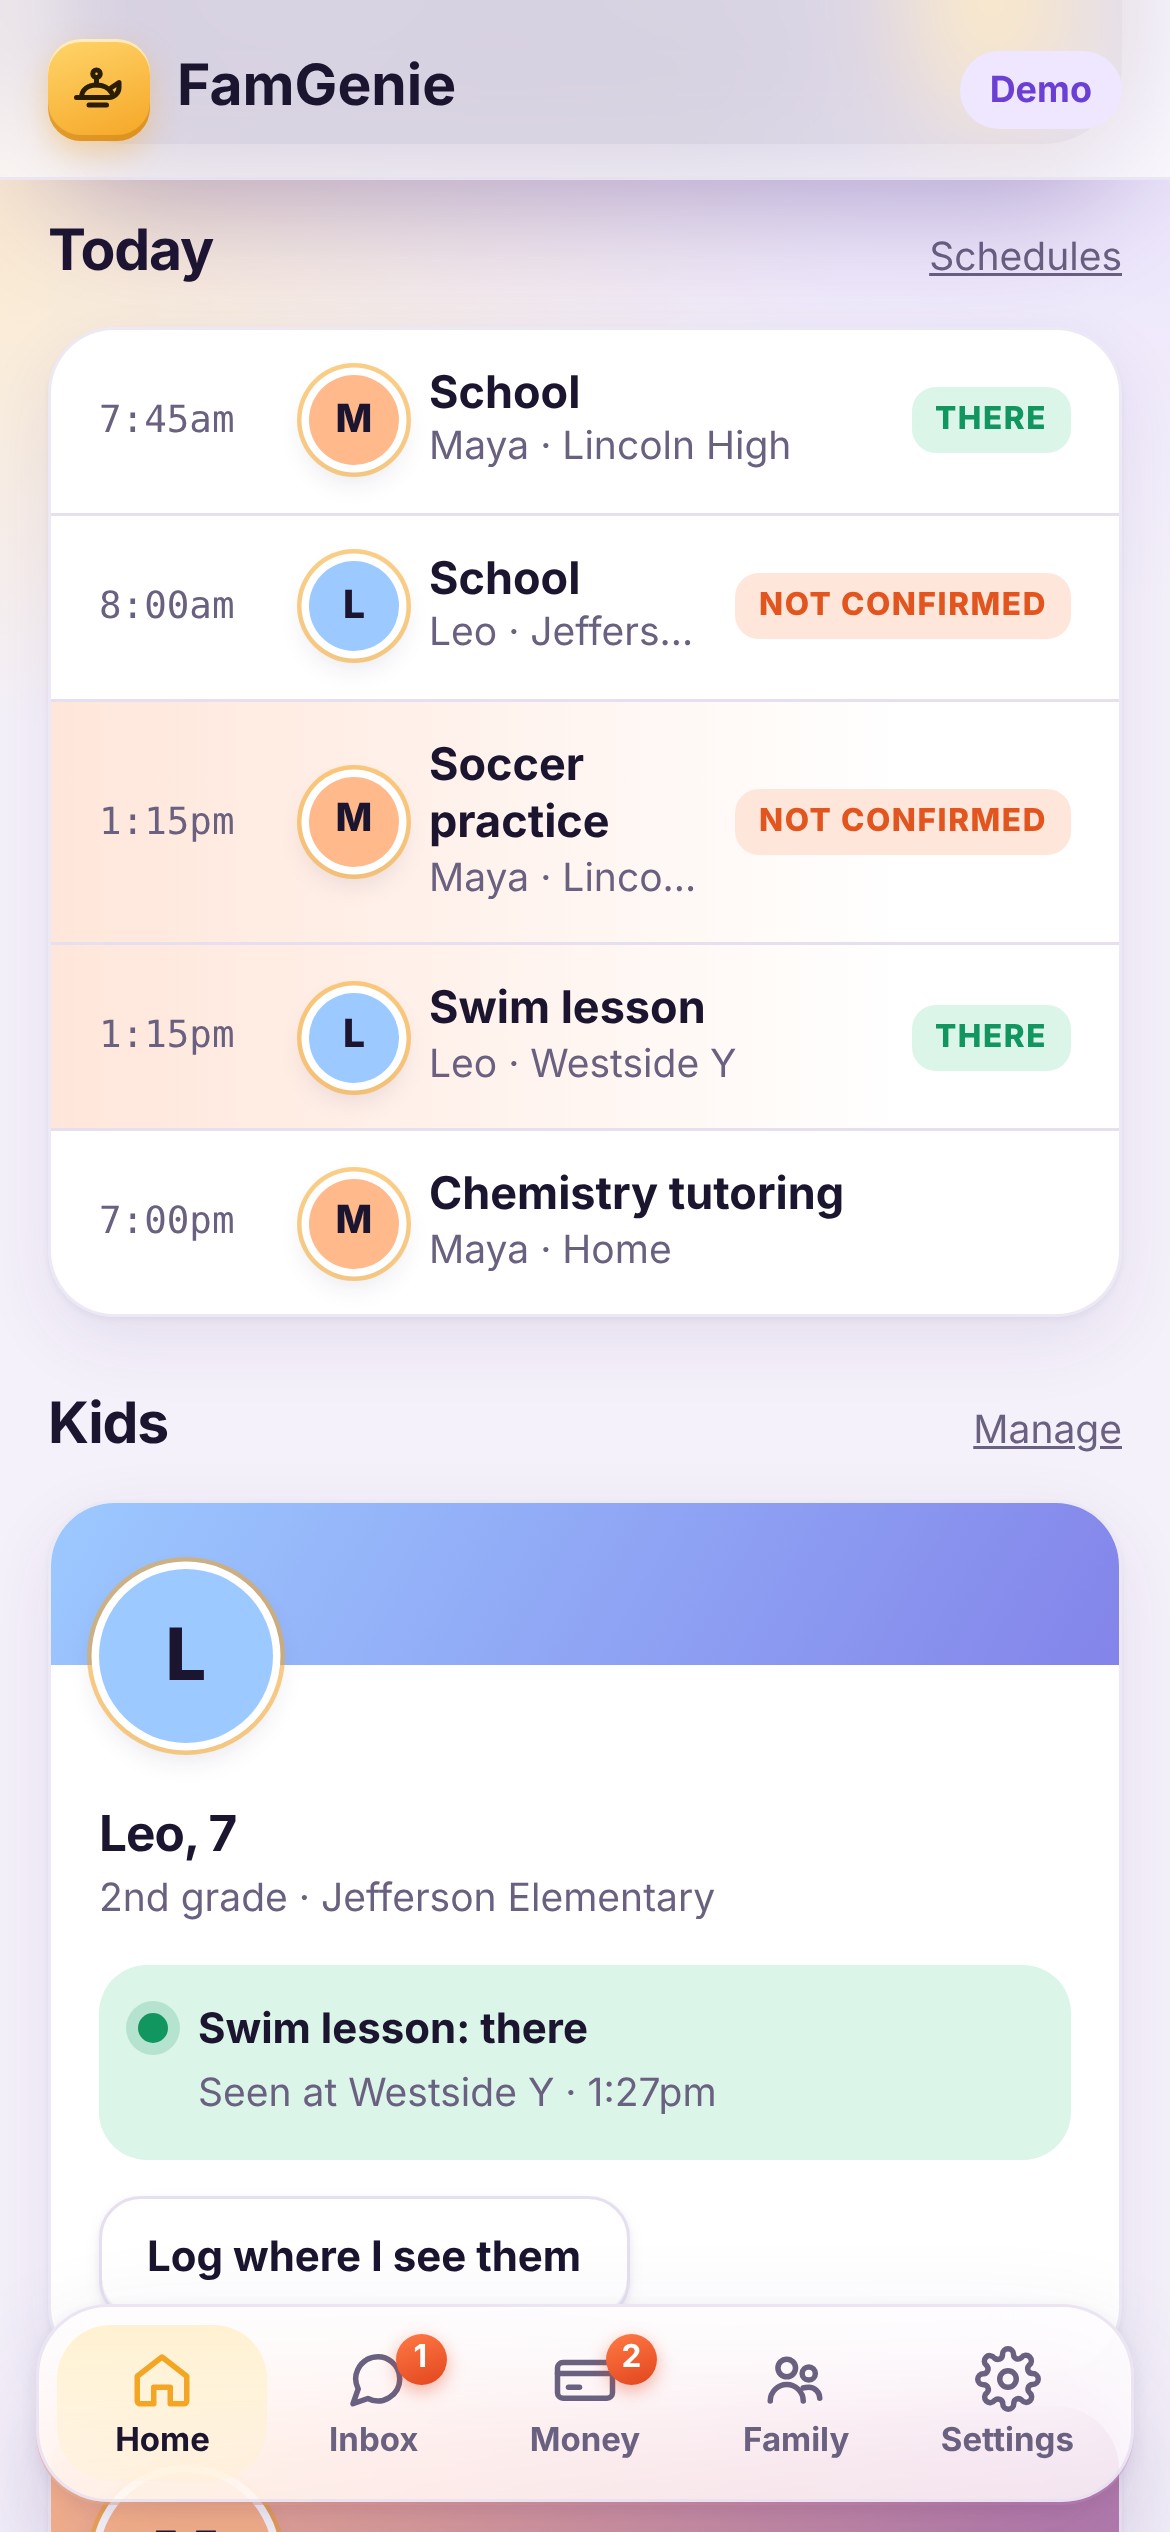 FamGenie
Demo
Today
Schedules
7:45am
M
School
Maya · Lincoln High
THERE
8:00am
L
School
Leo · Jeffers...
NOT CONFIRMED
1:15pm
M
Soccer
practice
Maya · Linco...
NOT CONFIRMED
1:15pm
L
Swim lesson
Leo · Westside Y
THERE
7:00pm
M
Chemistry tutoring
Maya · Home
Kids
Manage
L
Leo, 7
2nd grade · Jefferson Elementary
Swim lesson: there
Seen at Westside Y · 1:27pm
Log where I see them
Home
1
Inbox
2
Money
Family
Settings